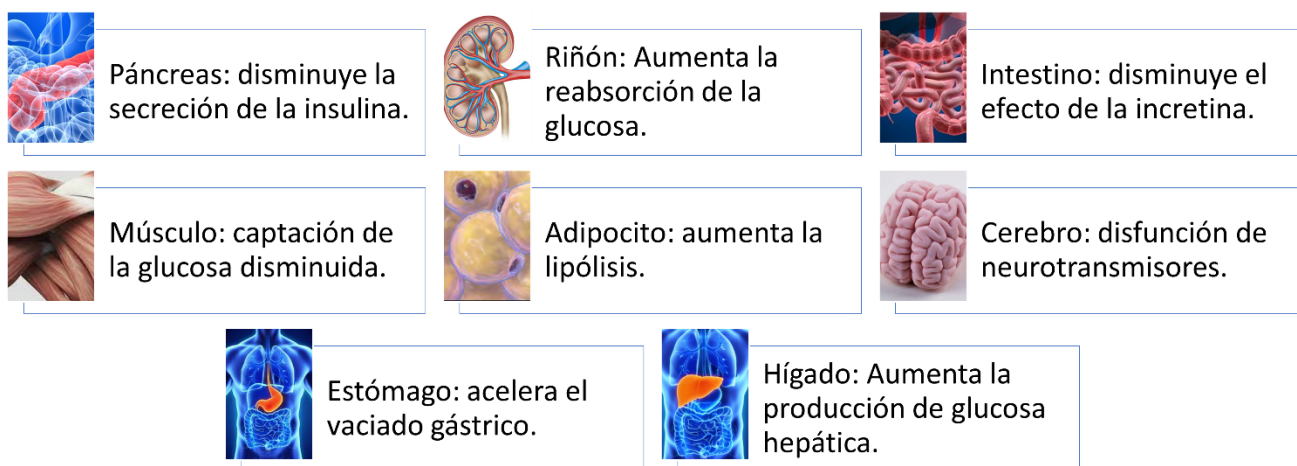 Páncreas: disminuye la
secreción de la insulina.
Riñón: Aumenta la
reabsorción de la
glucosa.
Intestino: disminuye el
efecto de la incretina.
Músculo: captación de
la glucosa disminuida.
Adipocito: aumenta la
lipólisis.
Cerebro: disfunción de
neurotransmisores.
Estómago: acelera el
vaciado gástrico.
Hígado: Aumenta la
producción de glucosa
hepática.